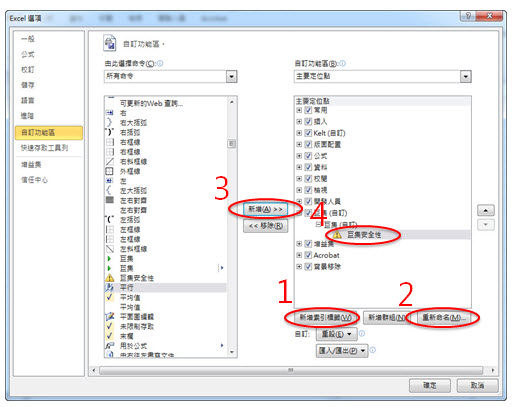 Excel 選項
一般
公式
校訂
儲存
語言
進階
自訂功能區
快速存取工具列
增益集
信任中心
自訂功能區。
由此選擇命令(C):
所有命令
可更新的Web 查詢...
右
右大括弧
右括弧
右框線
右框線
右斜框線
外框線
左
左大括弧
左右對齊
左右對齊
左括弧
左框線
左框線
左斜框線
巨集
巨集
巨集安全性
平行
平均值
平均值
平面圖編輯
未限制存取
末欄
用於公式
由右往左書寫文件
3
新增(A) >>
<< 移除(R)
自訂功能區(B):
主要定位點
主要定位點
常用
插入
Kelt (自訂)
版面配置
公式
資料
校閱
檢視
開發人員
4
巨集 (自訂)
巨集 (自訂)
巨集安全性
增益集
Acrobat
背景移除
1
2
新增索引標籤(W)
新增群組(N)
重新命名(M)...
自訂:
重設(E)
匯入/匯出(P)
確定
取消